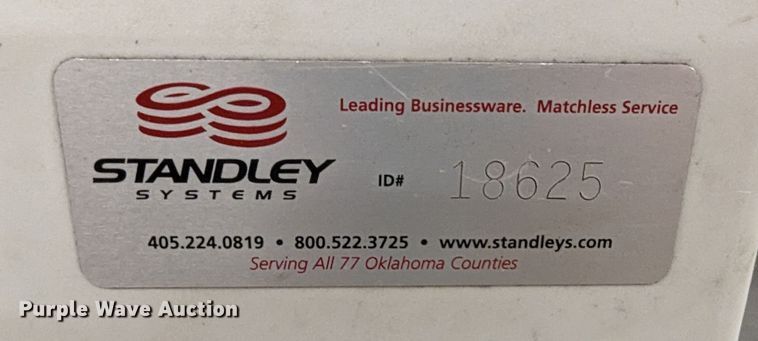 Leading Businessware. Matchless Service
STANDLEY
SYSTEMS
ID# 18625
405.224.0819 • 800.522.3725 • www.standleys.com
Serving All 77 Oklahoma Counties
Purple Wave Auction